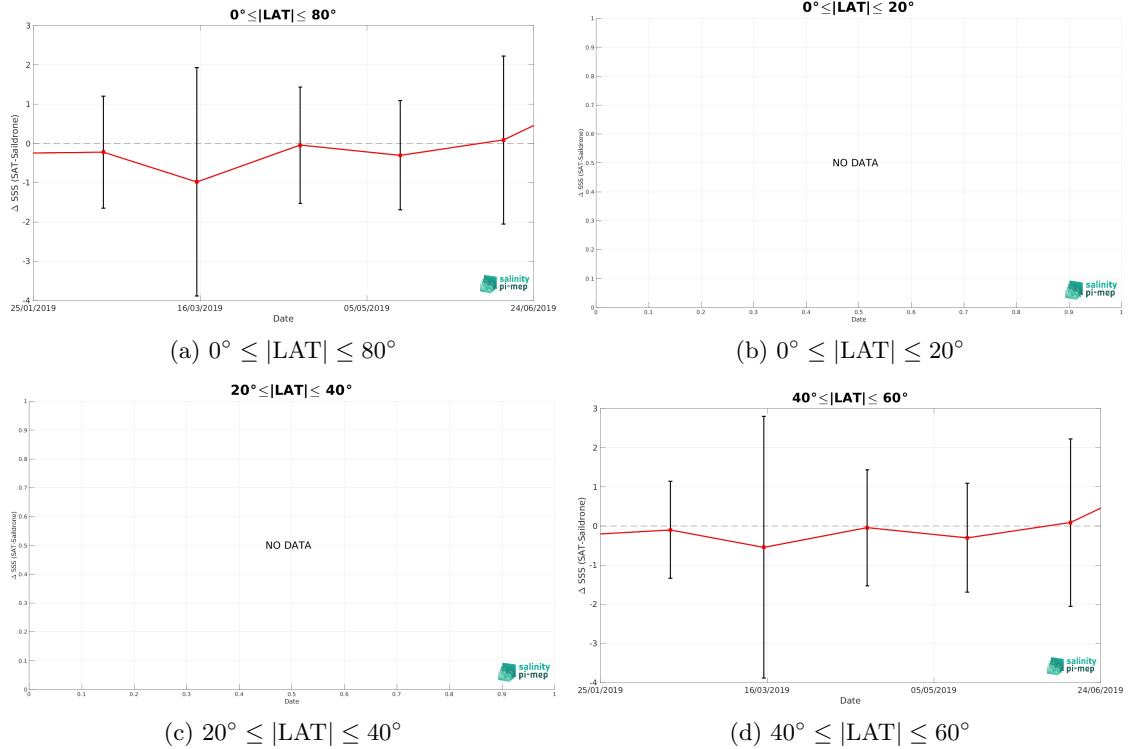 0°≤|LAT|≤ 80°
3
2
1
0
-1
-2
-3
-4
Δ SSS (SAT-Saildrone)
25/01/2019 16/03/2019 05/05/2019 24/06/2019
Date
salinity
pi-mep
(a) 0° ≤ |LAT| ≤ 80°
0°≤|LAT|≤ 20°
1
0.9
0.8
0.7
0.6
0.5
0.4
0.3
0.2
0.1
0
Δ SSS (SAT-Saildrone)
NO DATA
0 0.1 0.2 0.3 0.4 0.5 0.6 0.7 0.8 0.9 1
Date
salinity
pi-mep
(b) 0° ≤ |LAT| ≤ 20°
20°≤|LAT|≤ 40°
1
0.9
0.8
0.7
0.6
0.5
0.4
0.3
0.2
0.1
0
Δ SSS (SAT-Saildrone)
NO DATA
0 0.1 0.2 0.3 0.4 0.5 0.6 0.7 0.8 0.9 1
Date
salinity
pi-mep
(c) 20° ≤ |LAT| ≤ 40°
40°≤|LAT|≤ 60°
3
2
1
0
-1
-2
-3
-4
Δ SSS (SAT-Saildrone)
25/01/2019 16/03/2019 05/05/2019 24/06/2019
Date
salinity
pi-mep
(d) 40° ≤ |LAT| ≤ 60°